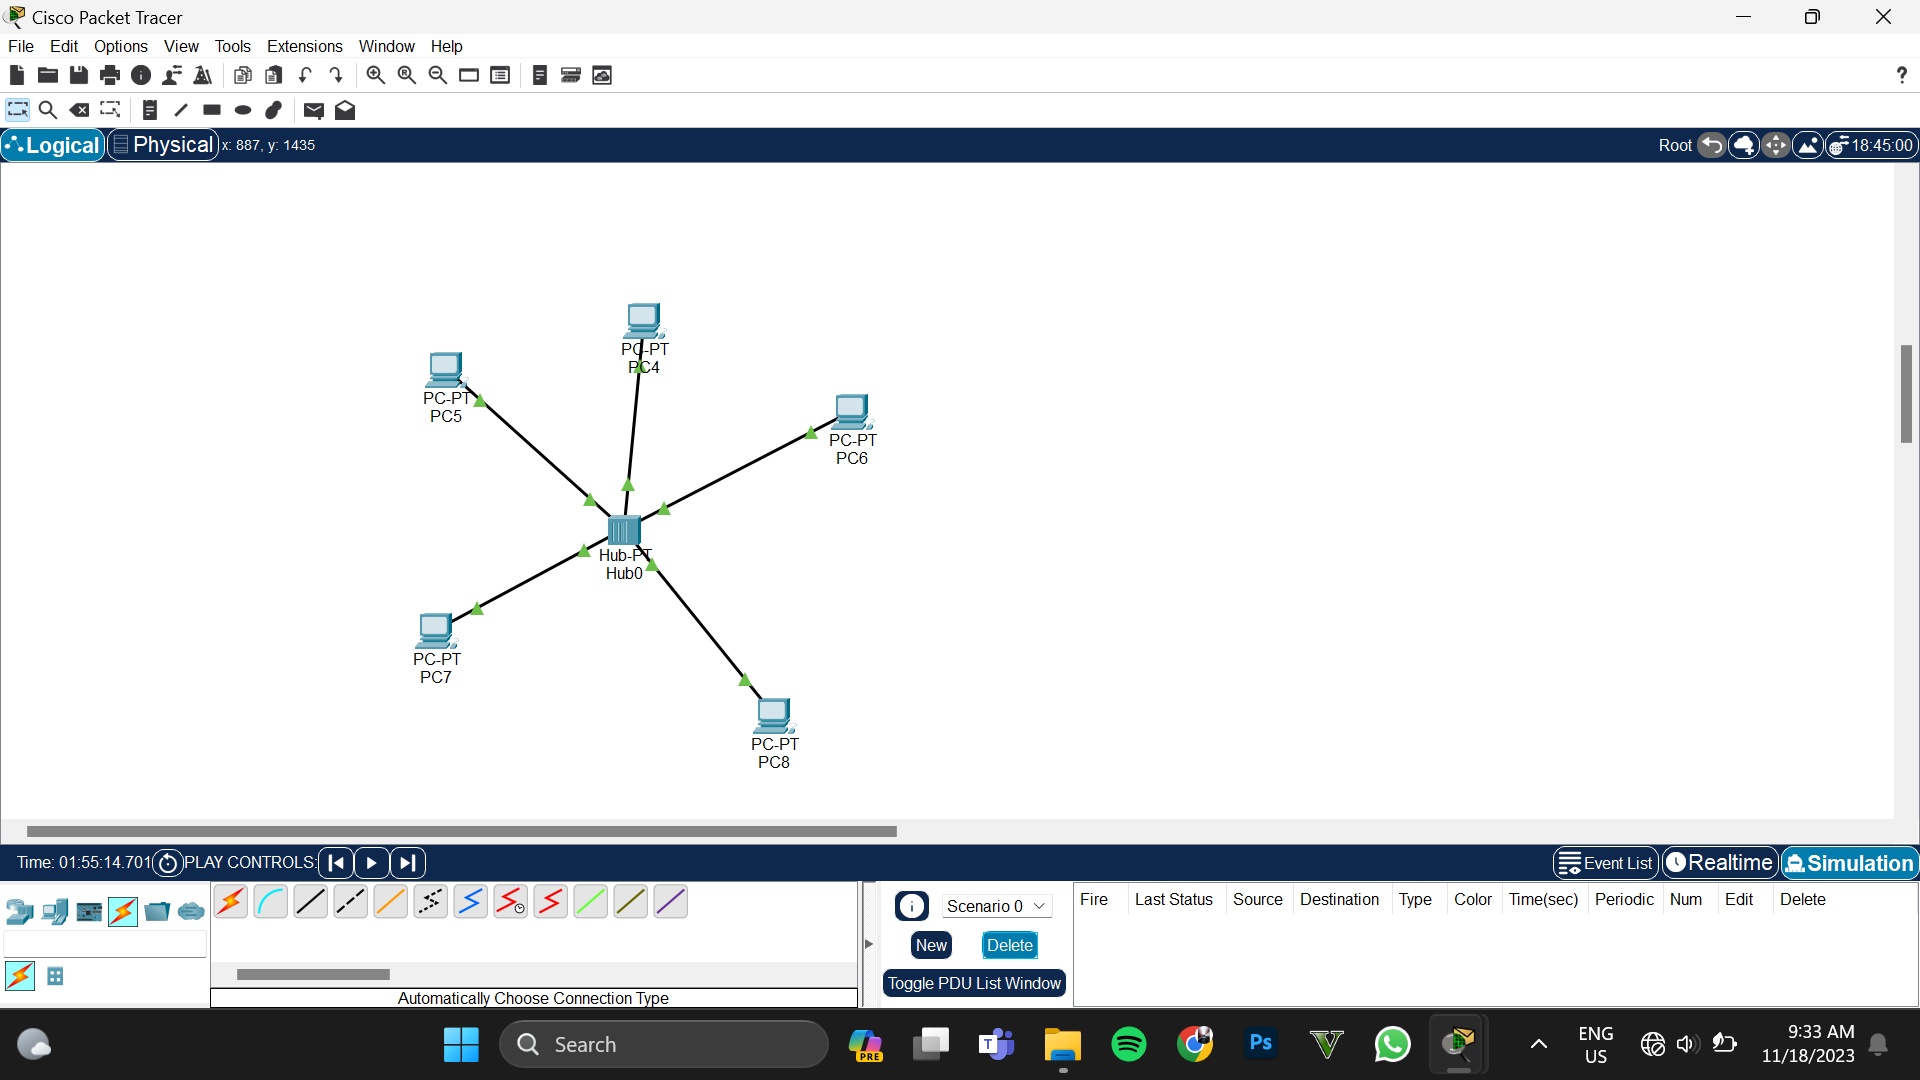 Cisco Packet Tracer
File Edit Options View Tools Extensions Window Help
?
Logical Physical x: 887, y: 1435 Root 18:45:00
PC-PT
PC4
PC-PT
PC5
PC-PT
PC6
Hub-PT
Hub0
PC-PT
PC7
PC-PT
PC8
Time: 01:55:14.701 PLAY CONTROLS: Event List Realtime Simulation
Scenario 0
New Delete
Toggle PDU List Window
Fire Last Status Source Destination Type Color Time(sec) Periodic Num Edit Delete
Automatically Choose Connection Type
Search
PRE
T
Ps
V
ENG
US
9:33 AM
11/18/2023